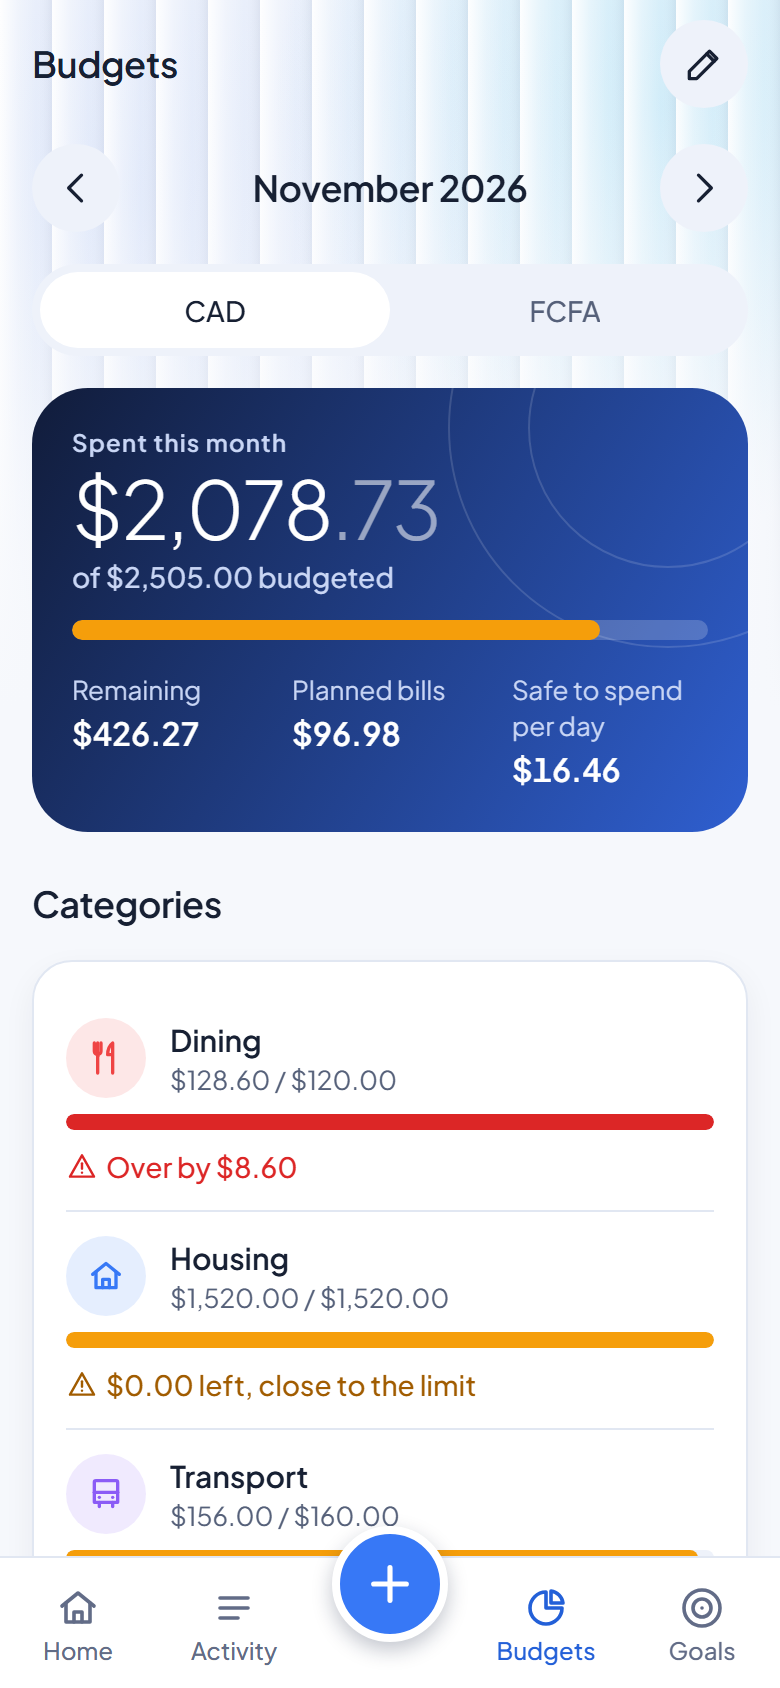 Budgets
November 2026
CAD
FCFA
Spent this month
$2,078.73
of $2,505.00 budgeted
Remaining
$426.27
Planned bills
$96.98
Safe to spend
per day
$16.46
Categories
Dining
$128.60 / $120.00
Over by $8.60
Housing
$1,520.00 / $1,520.00
$0.00 left, close to the limit
Transport
$156.00 / $160.00
Home
Activity
Budgets
Goals